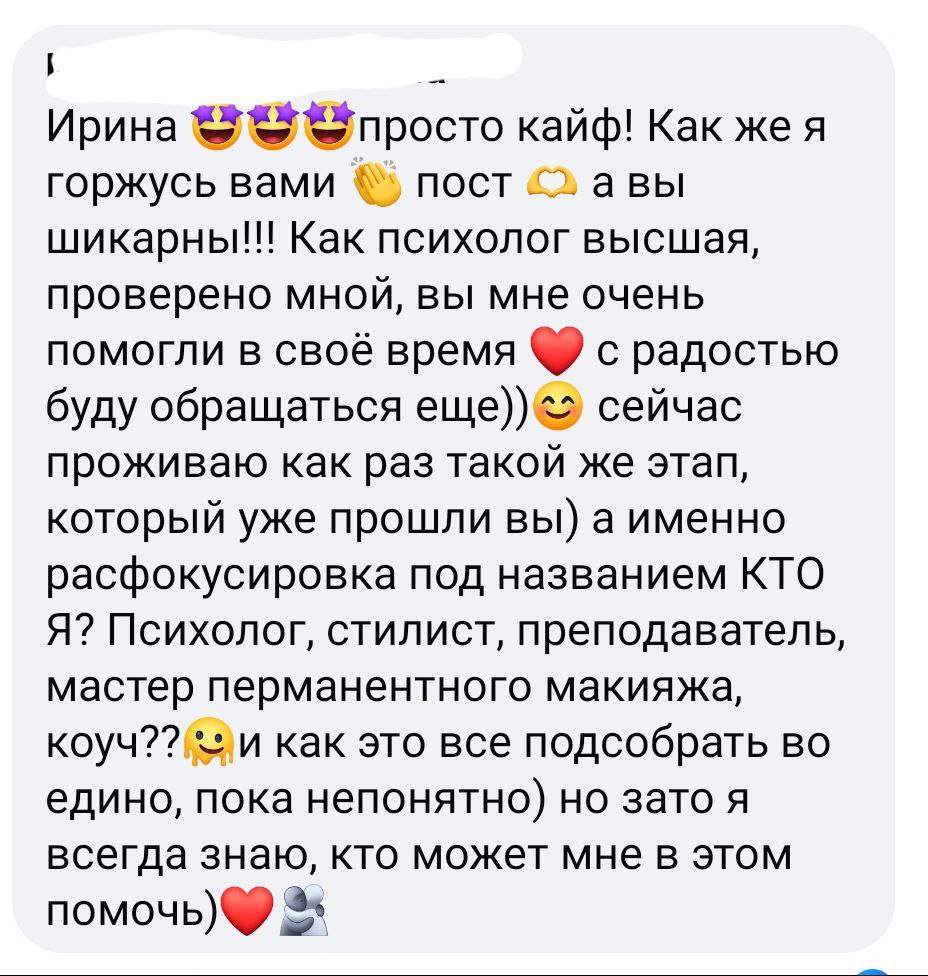 Ирина 🤩🤩🤩просто кайф! Как же я
горжусь вами 👏 пост 🫶 а вы
шикарны!!! Как психолог высшая,
проверено мной, вы мне очень
помогли в своё время ❤️ с радостью
буду обращаться еще))😊 сейчас
проживаю как раз такой же этап,
который уже прошли вы) а именно
расфокусировка под названием КТО
Я? Психолог, стилист, преподаватель,
мастер перманентного макияжа,
коуч??🫠и как это все подсобрать во
едино, пока непонятно) но зато я
всегда знаю, кто может мне в этом
помочь)❤️🫂